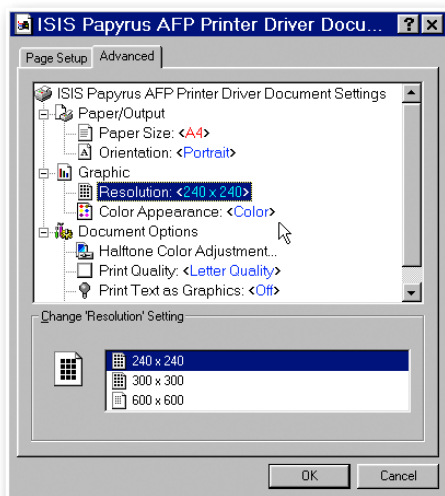 ISIS Papyrus AFP Printer Driver Docu...
Page Setup Advanced
ISIS Papyrus AFP Printer Driver Document Settings
Paper/Output
Paper Size: <A4>
Orientation: <Portrait>
Graphic
Resolution: <240 x 240>
Color Appearance: <Color>
Document Options
Halftone Color Adjustment...
Print Quality: <Letter Quality>
Print Text as Graphics: <Off>
Change 'Resolution' Setting
240 x 240
300 x 300
600 x 600
OK Cancel